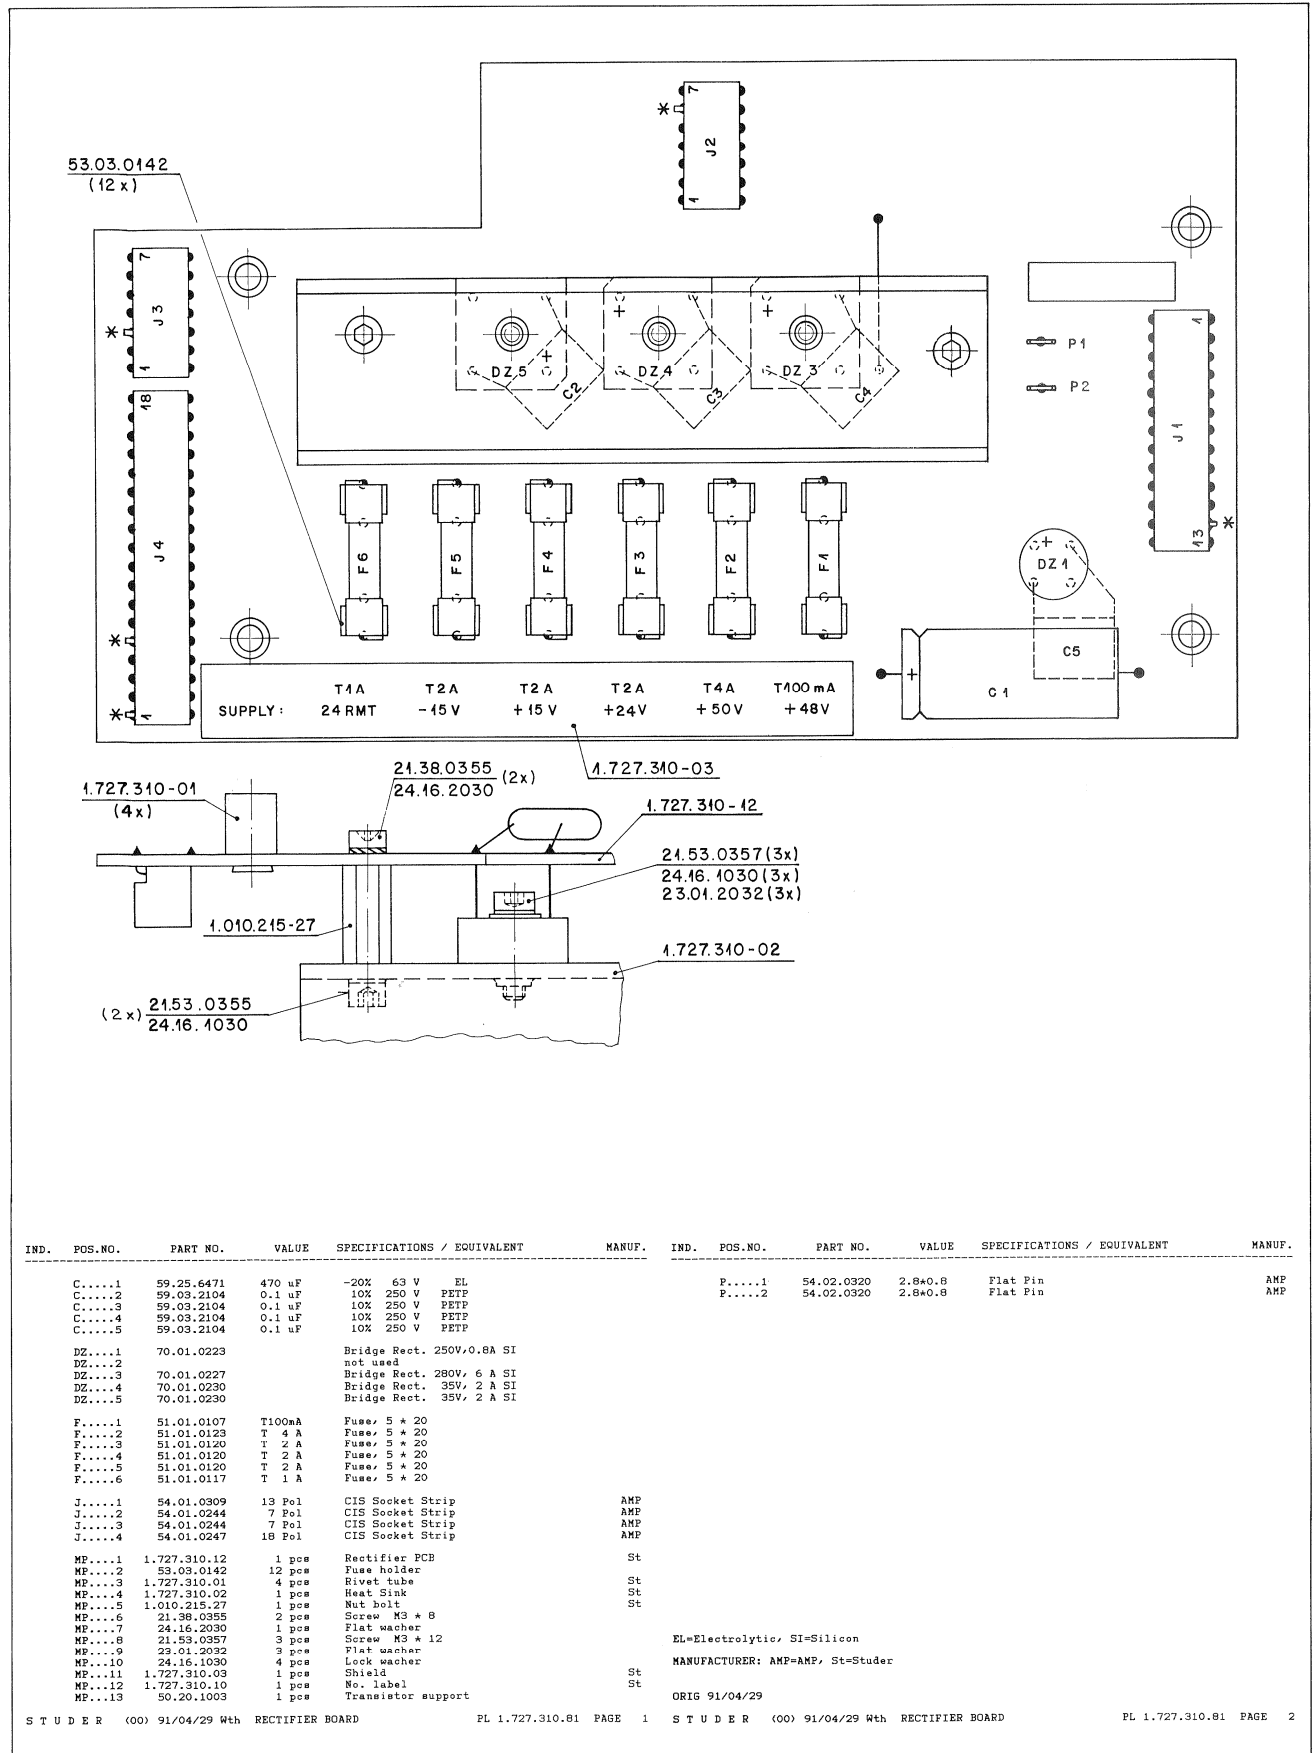 53.03.0142
(12 x)
7
J2
1
7
J3
1
18
J4
1
DZ 5
C2
DZ 4
C3
DZ 3
C4
P1
P2
1
J1
13
F6
F5
F4
F3
F2
F1
DZ1
C5
C1
T1A T2A T2A T2A T4A T100mA
SUPPLY: 24 RMT -15V +15V +24V +50V +48V
1.727.310-03
1.727.310-01
(4x)
21.38.0355 (2x)
24.16.2030
1.727.310-12
21.53.0357 (3x)
24.16.1030 (3x)
23.01.2032 (3x)
1.010.215-27
1.727.310-02
(2x) 21.53.0355
24.16.1030
IND. POS.NO. PART NO. VALUE SPECIFICATIONS / EQUIVALENT MANUF.
C.....1 59.25.6471 470 uF -20% 63 V EL
C.....2 59.03.2104 0.1 uF 10% 250 V PETP
C.....3 59.03.2104 0.1 uF 10% 250 V PETP
C.....4 59.03.2104 0.1 uF 10% 250 V PETP
C.....5 59.03.2104 0.1 uF 10% 250 V PETP
DZ....1 70.01.0223 Bridge Rect. 250V,0.8A SI
DZ....2 not used
DZ....3 70.01.0227 Bridge Rect. 280V, 6 A SI
DZ....4 70.01.0230 Bridge Rect. 35V, 2 A SI
DZ....5 70.01.0230 Bridge Rect. 35V, 2 A SI
F.....1 51.01.0107 T100mA Fuse, 5 * 20
F.....2 51.01.0123 T 4 A Fuse, 5 * 20
F.....3 51.01.0120 T 2 A Fuse, 5 * 20
F.....4 51.01.0120 T 2 A Fuse, 5 * 20
F.....5 51.01.0120 T 2 A Fuse, 5 * 20
F.....6 51.01.0117 T 1 A Fuse, 5 * 20
J.....1 54.01.0309 13 Pol CIS Socket Strip AMP
J.....2 54.01.0244 7 Pol CIS Socket Strip AMP
J.....3 54.01.0244 7 Pol CIS Socket Strip AMP
J.....4 54.01.0247 18 Pol CIS Socket Strip AMP
MP....1 1.727.310.12 1 pcs Rectifier PCB St
MP....2 53.03.0142 12 pcs Fuse holder
MP....3 1.727.310.01 4 pcs Rivet tube St
MP....4 1.727.310.02 1 pcs Heat Sink St
MP....5 1.010.215.27 1 pcs Nut bolt St
MP....6 21.38.0355 2 pcs Screw M3 * 8
MP....7 24.16.2030 1 pcs Flat wacher
MP....8 21.53.0357 3 pcs Screw M3 * 12
MP....9 23.01.2032 3 pcs Flat wacher
MP...10 24.16.1030 4 pcs Lock wacher
MP...11 1.727.310.03 1 pcs Shield St
MP...12 1.727.310.10 1 pcs No. label St
MP...13 50.20.1003 1 pcs Transistor support
S T U D E R (00) 91/04/29 Wth RECTIFIER BOARD PL 1.727.310.81 PAGE 1
IND. POS.NO. PART NO. VALUE SPECIFICATIONS / EQUIVALENT MANUF.
P.....1 54.02.0320 2.8*0.8 Flat Pin AMP
P.....2 54.02.0320 2.8*0.8 Flat Pin AMP
EL=Electrolytic, SI=Silicon
MANUFACTURER: AMP=AMP, St=Studer
ORIG 91/04/29
S T U D E R (00) 91/04/29 Wth RECTIFIER BOARD PL 1.727.310.81 PAGE 2